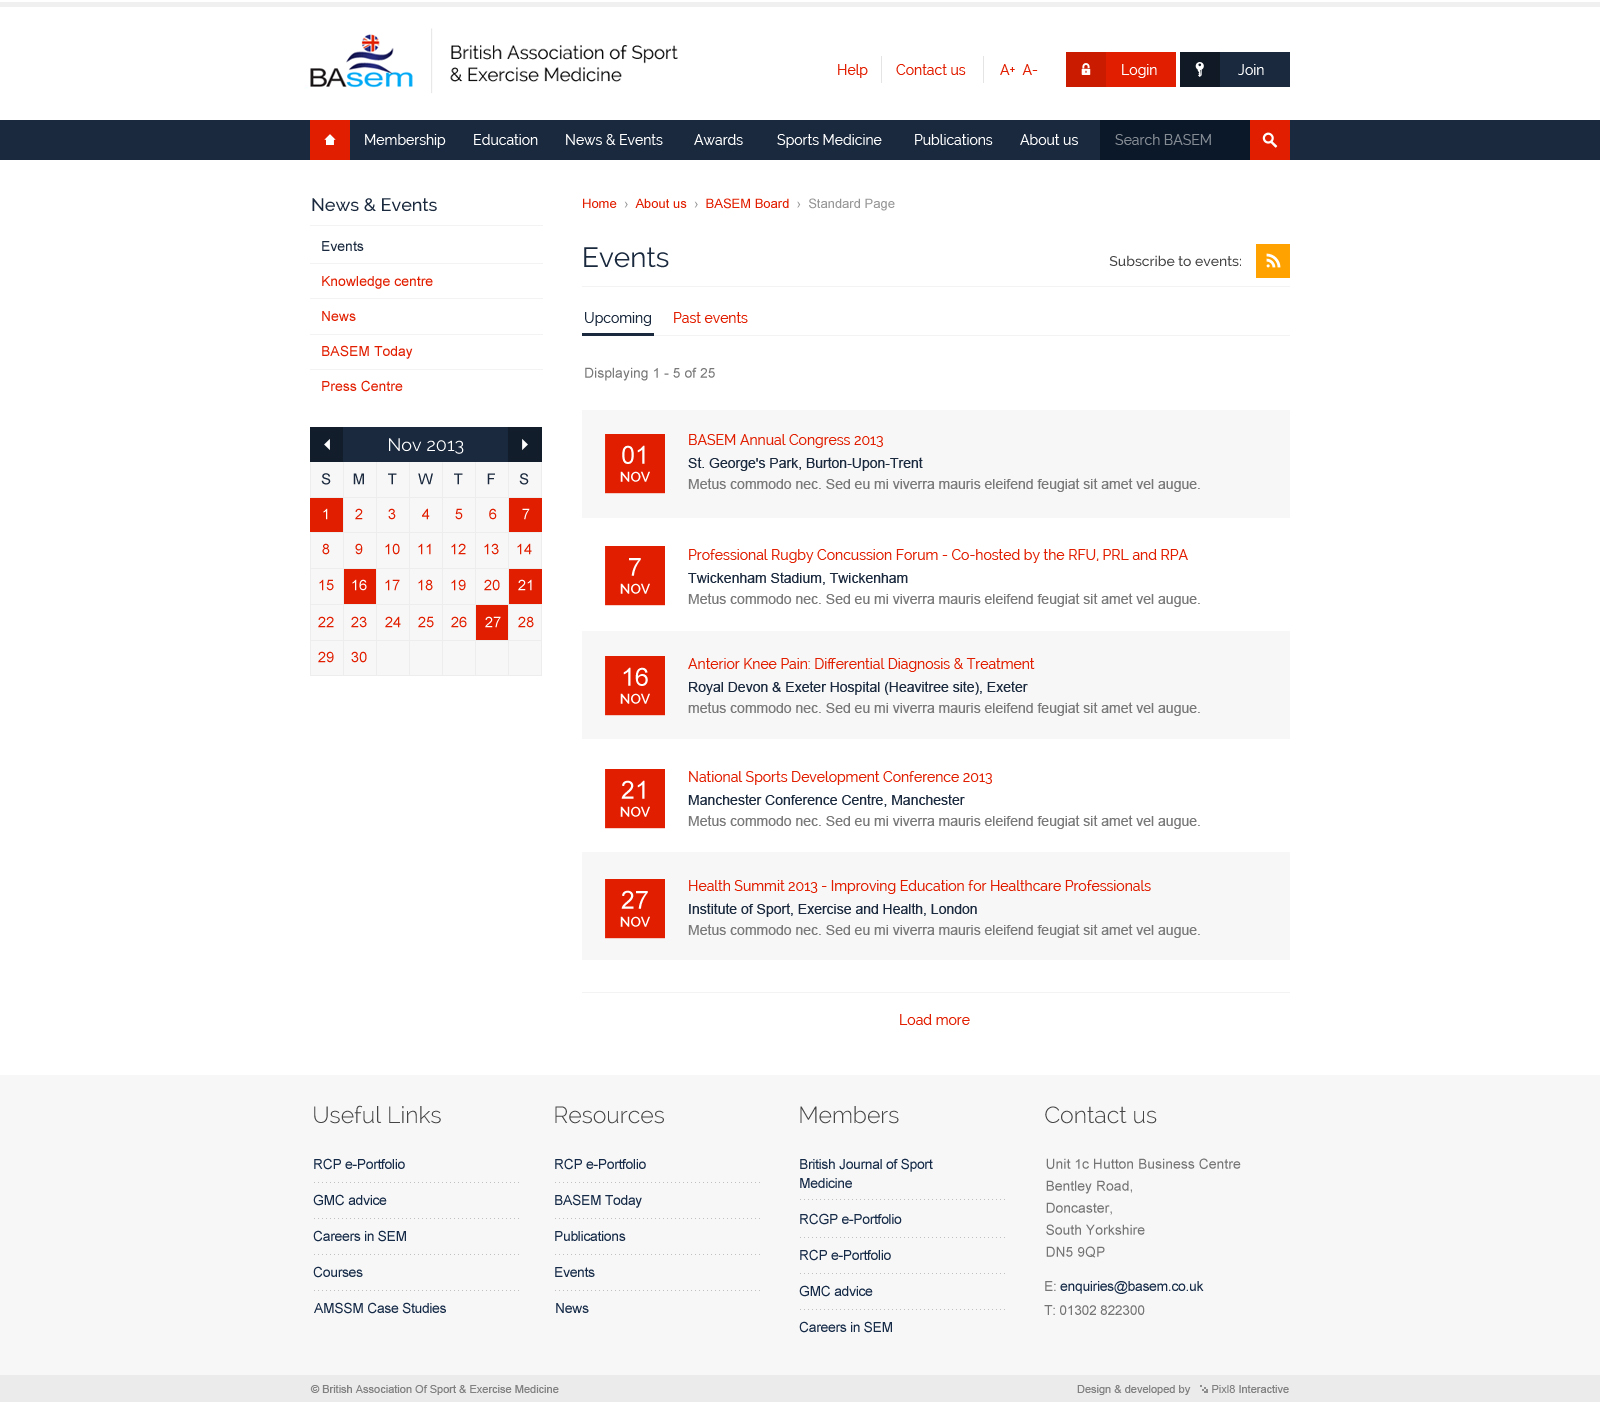 BAsem
British Association of Sport
& Exercise Medicine
Help
Contact us
A+ A-
Login
Join
Membership
Education
News & Events
Awards
Sports Medicine
Publications
About us
Search BASEM
News & Events
Events
Knowledge centre
News
BASEM Today
Press Centre
Nov 2013
S M T W T F S
1 2 3 4 5 6 7
8 9 10 11 12 13 14
15 16 17 18 19 20 21
22 23 24 25 26 27 28
29 30
Home › About us › BASEM Board › Standard Page
Events
Subscribe to events:
Upcoming
Past events
Displaying 1 - 5 of 25
01
NOV
BASEM Annual Congress 2013
St. George's Park, Burton-Upon-Trent
Metus commodo nec. Sed eu mi viverra mauris eleifend feugiat sit amet vel augue.
7
NOV
Professional Rugby Concussion Forum - Co-hosted by the RFU, PRL and RPA
Twickenham Stadium, Twickenham
Metus commodo nec. Sed eu mi viverra mauris eleifend feugiat sit amet vel augue.
16
NOV
Anterior Knee Pain: Differential Diagnosis & Treatment
Royal Devon & Exeter Hospital (Heavitree site), Exeter
metus commodo nec. Sed eu mi viverra mauris eleifend feugiat sit amet vel augue.
21
NOV
National Sports Development Conference 2013
Manchester Conference Centre, Manchester
Metus commodo nec. Sed eu mi viverra mauris eleifend feugiat sit amet vel augue.
27
NOV
Health Summit 2013 - Improving Education for Healthcare Professionals
Institute of Sport, Exercise and Health, London
Metus commodo nec. Sed eu mi viverra mauris eleifend feugiat sit amet vel augue.
Load more
Useful Links
RCP e-Portfolio
GMC advice
Careers in SEM
Courses
AMSSM Case Studies
Resources
RCP e-Portfolio
BASEM Today
Publications
Events
News
Members
British Journal of Sport
Medicine
RCGP e-Portfolio
RCP e-Portfolio
GMC advice
Careers in SEM
Contact us
Unit 1c Hutton Business Centre
Bentley Road,
Doncaster,
South Yorkshire
DN5 9QP
E: enquiries@basem.co.uk
T: 01302 822300
© British Association Of Sport & Exercise Medicine
Design & developed by Pixl8 Interactive